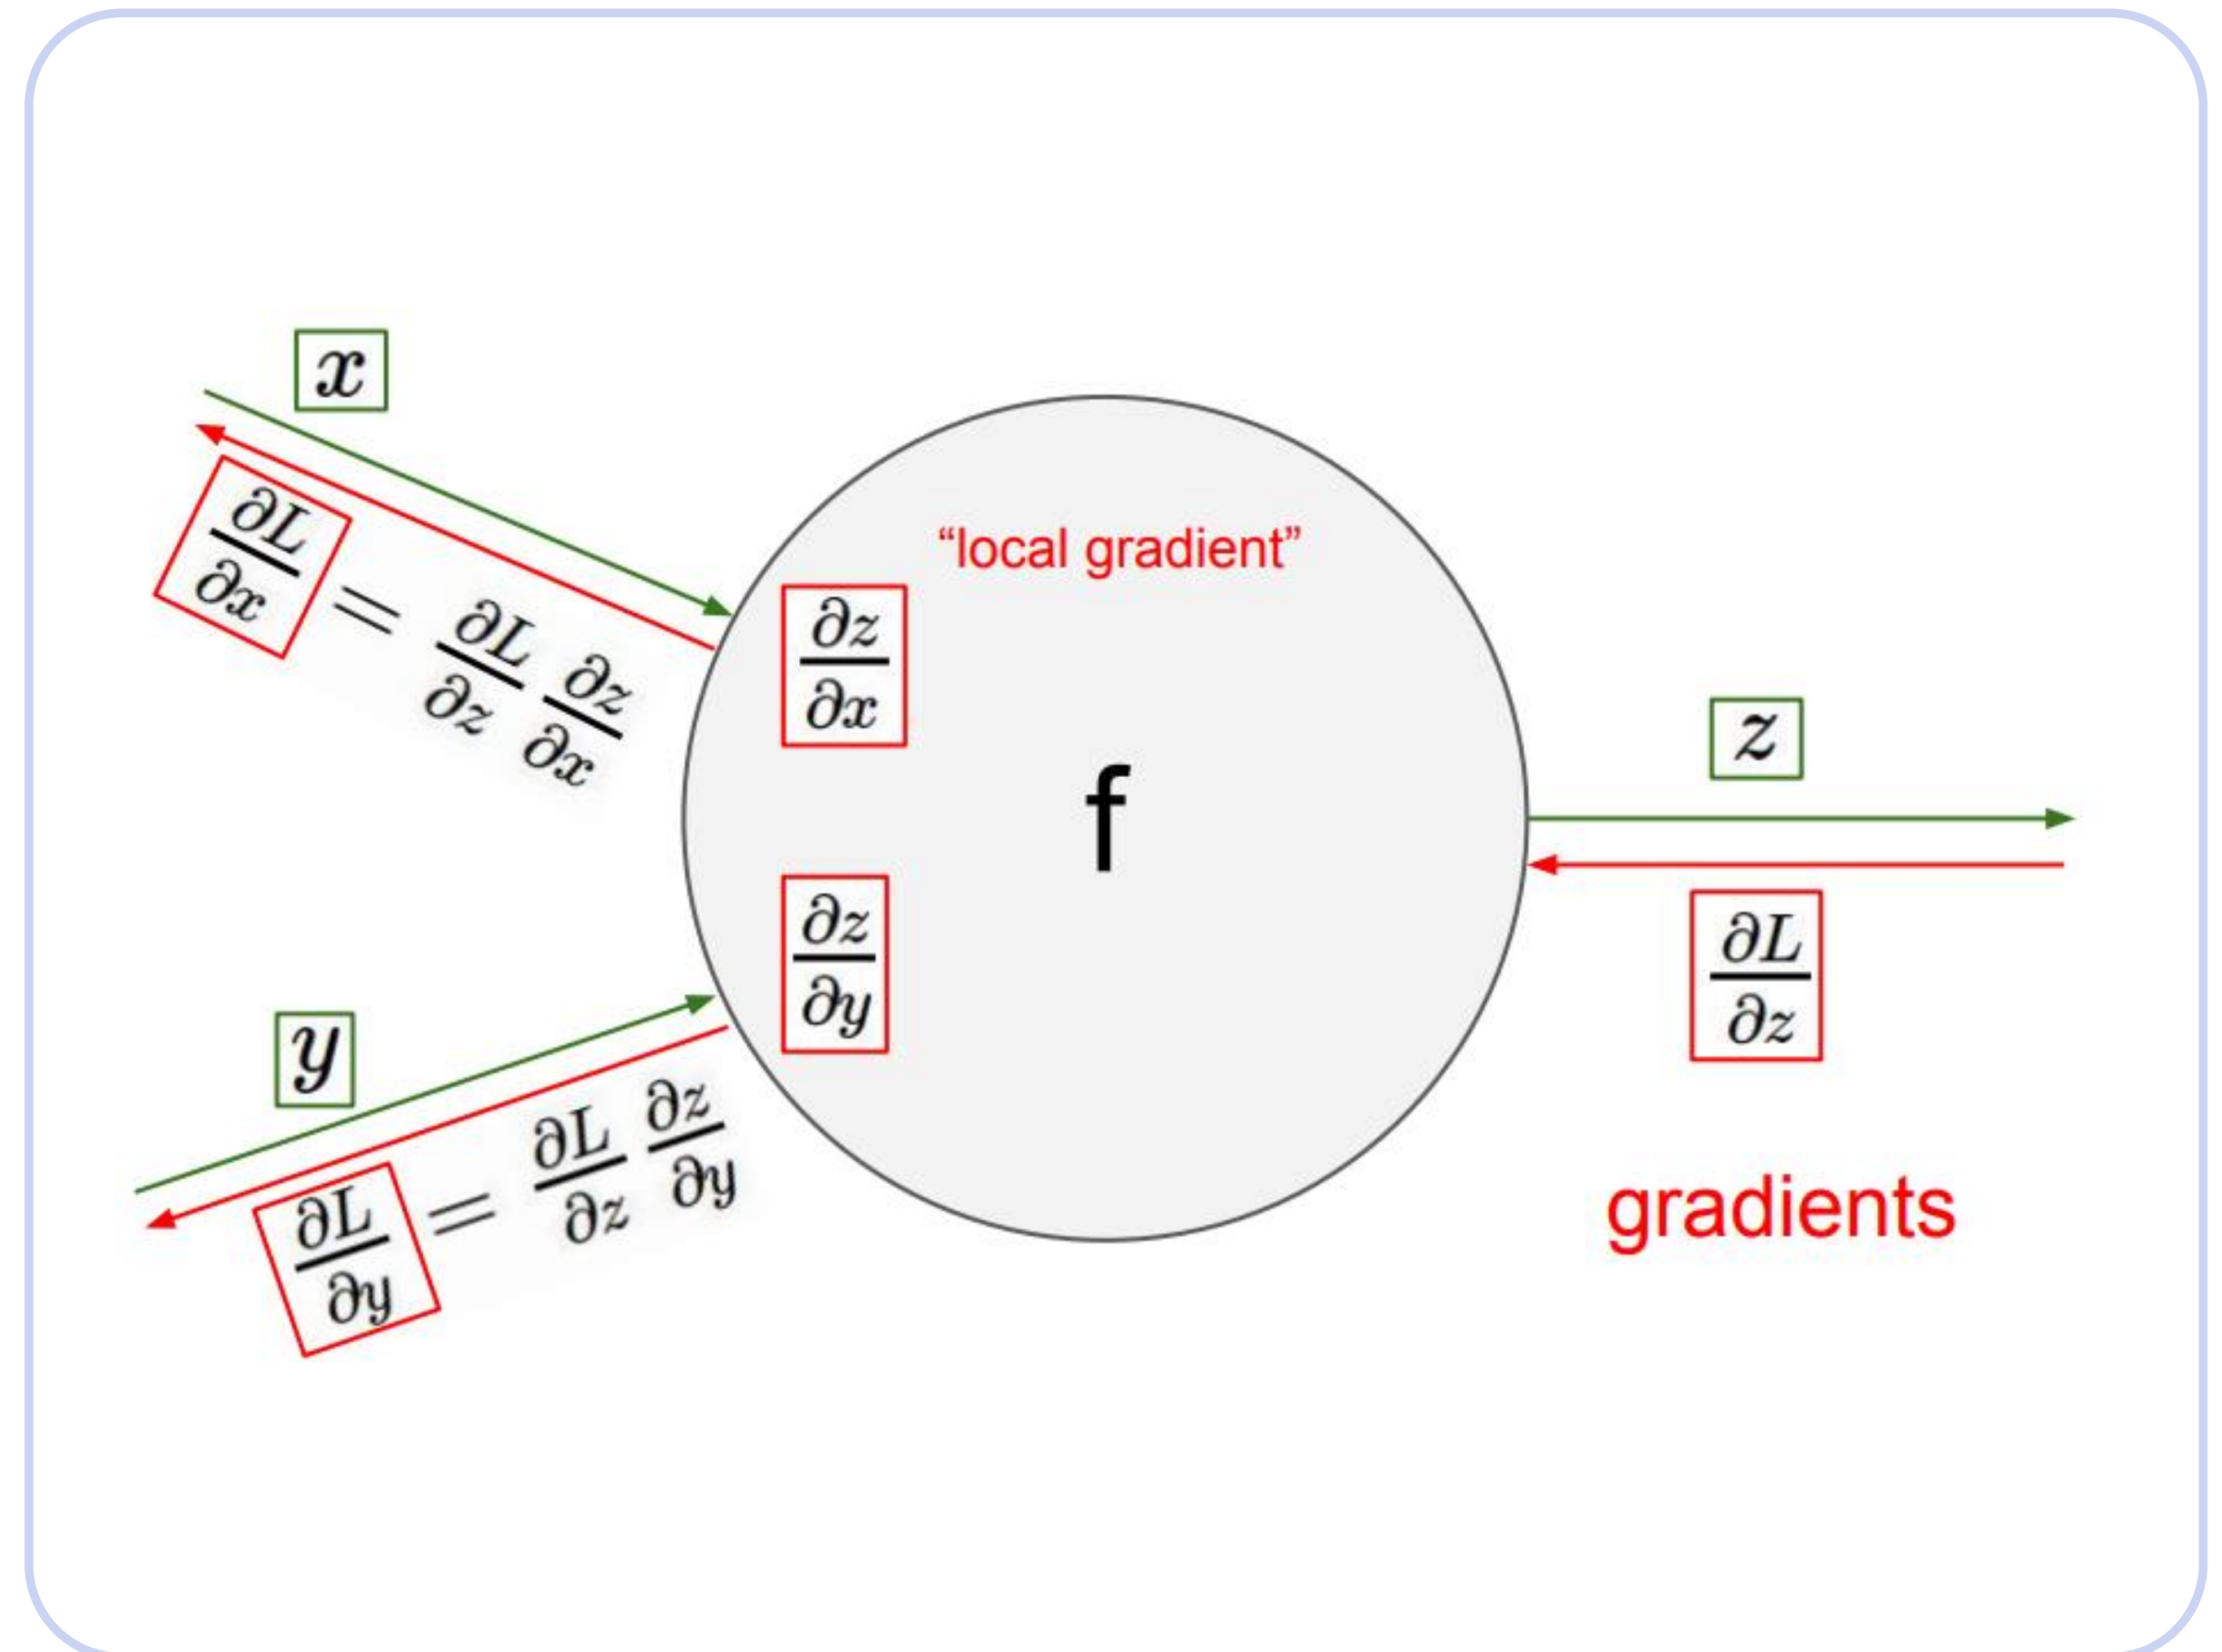 x
∂L/∂x = ∂L/∂z ∂z/∂x
“local gradient”
∂z/∂x
f
∂z/∂y
y
∂L/∂y = ∂L/∂z ∂z/∂y
z
∂L/∂z
gradients